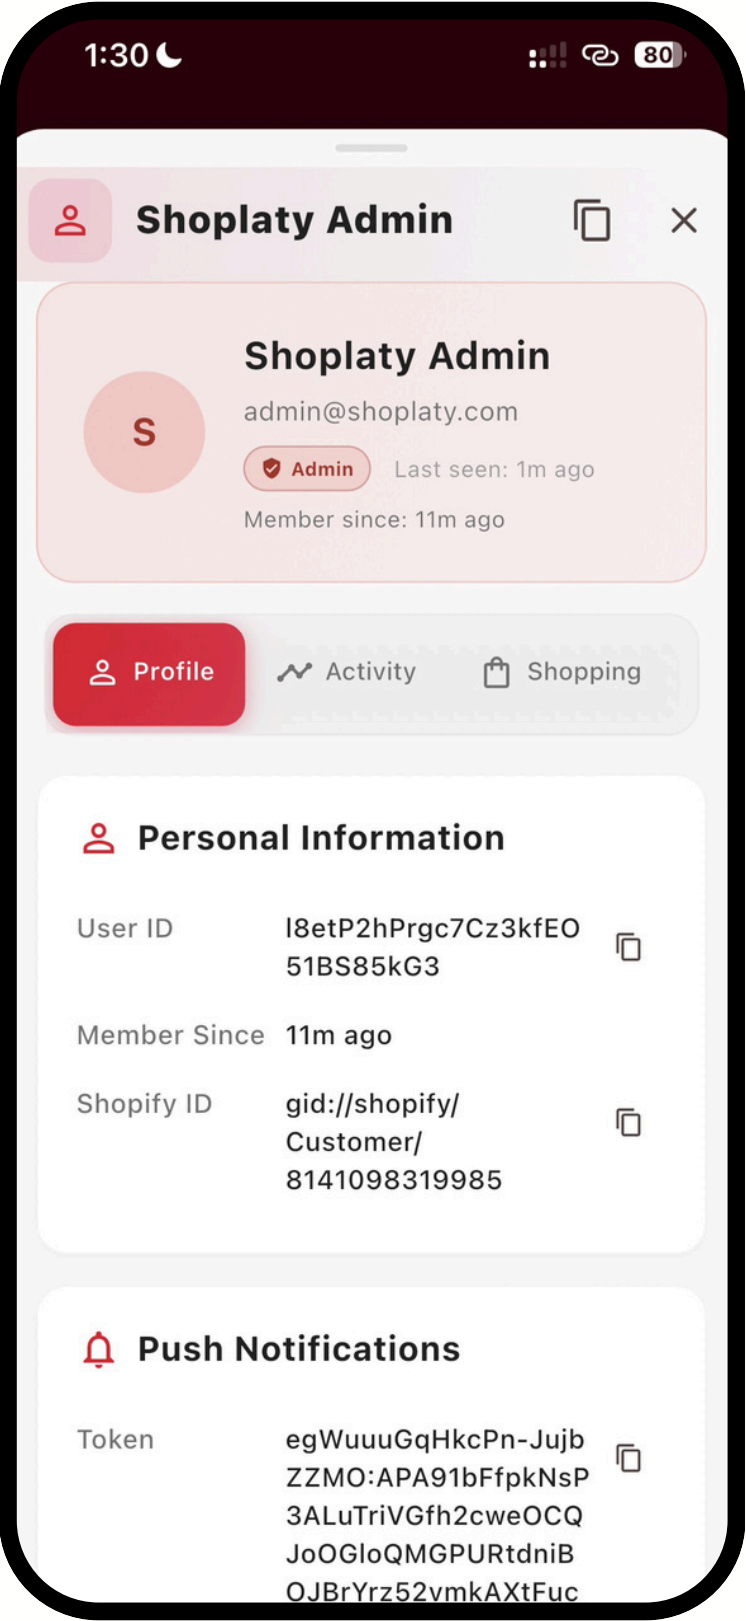 1:30
80
Shoplaty Admin
S
Shoplaty Admin
admin@shoplaty.com
Admin
Last seen: 1m ago
Member since: 11m ago
Profile
Activity
Shopping
Personal Information
User ID
l8etP2hPrgc7Cz3kfEO
51BS85kG3
Member Since
11m ago
Shopify ID
gid://shopify/
Customer/
8141098319985
Push Notifications
Token
egWuuuGqHkcPn-Jujb
ZZMO:APA91bFfpkNsP
3ALuTriVGfh2cweOCQ
JoOGloQMGPURtdniB
OJBrYrz52vmkAXtFuc